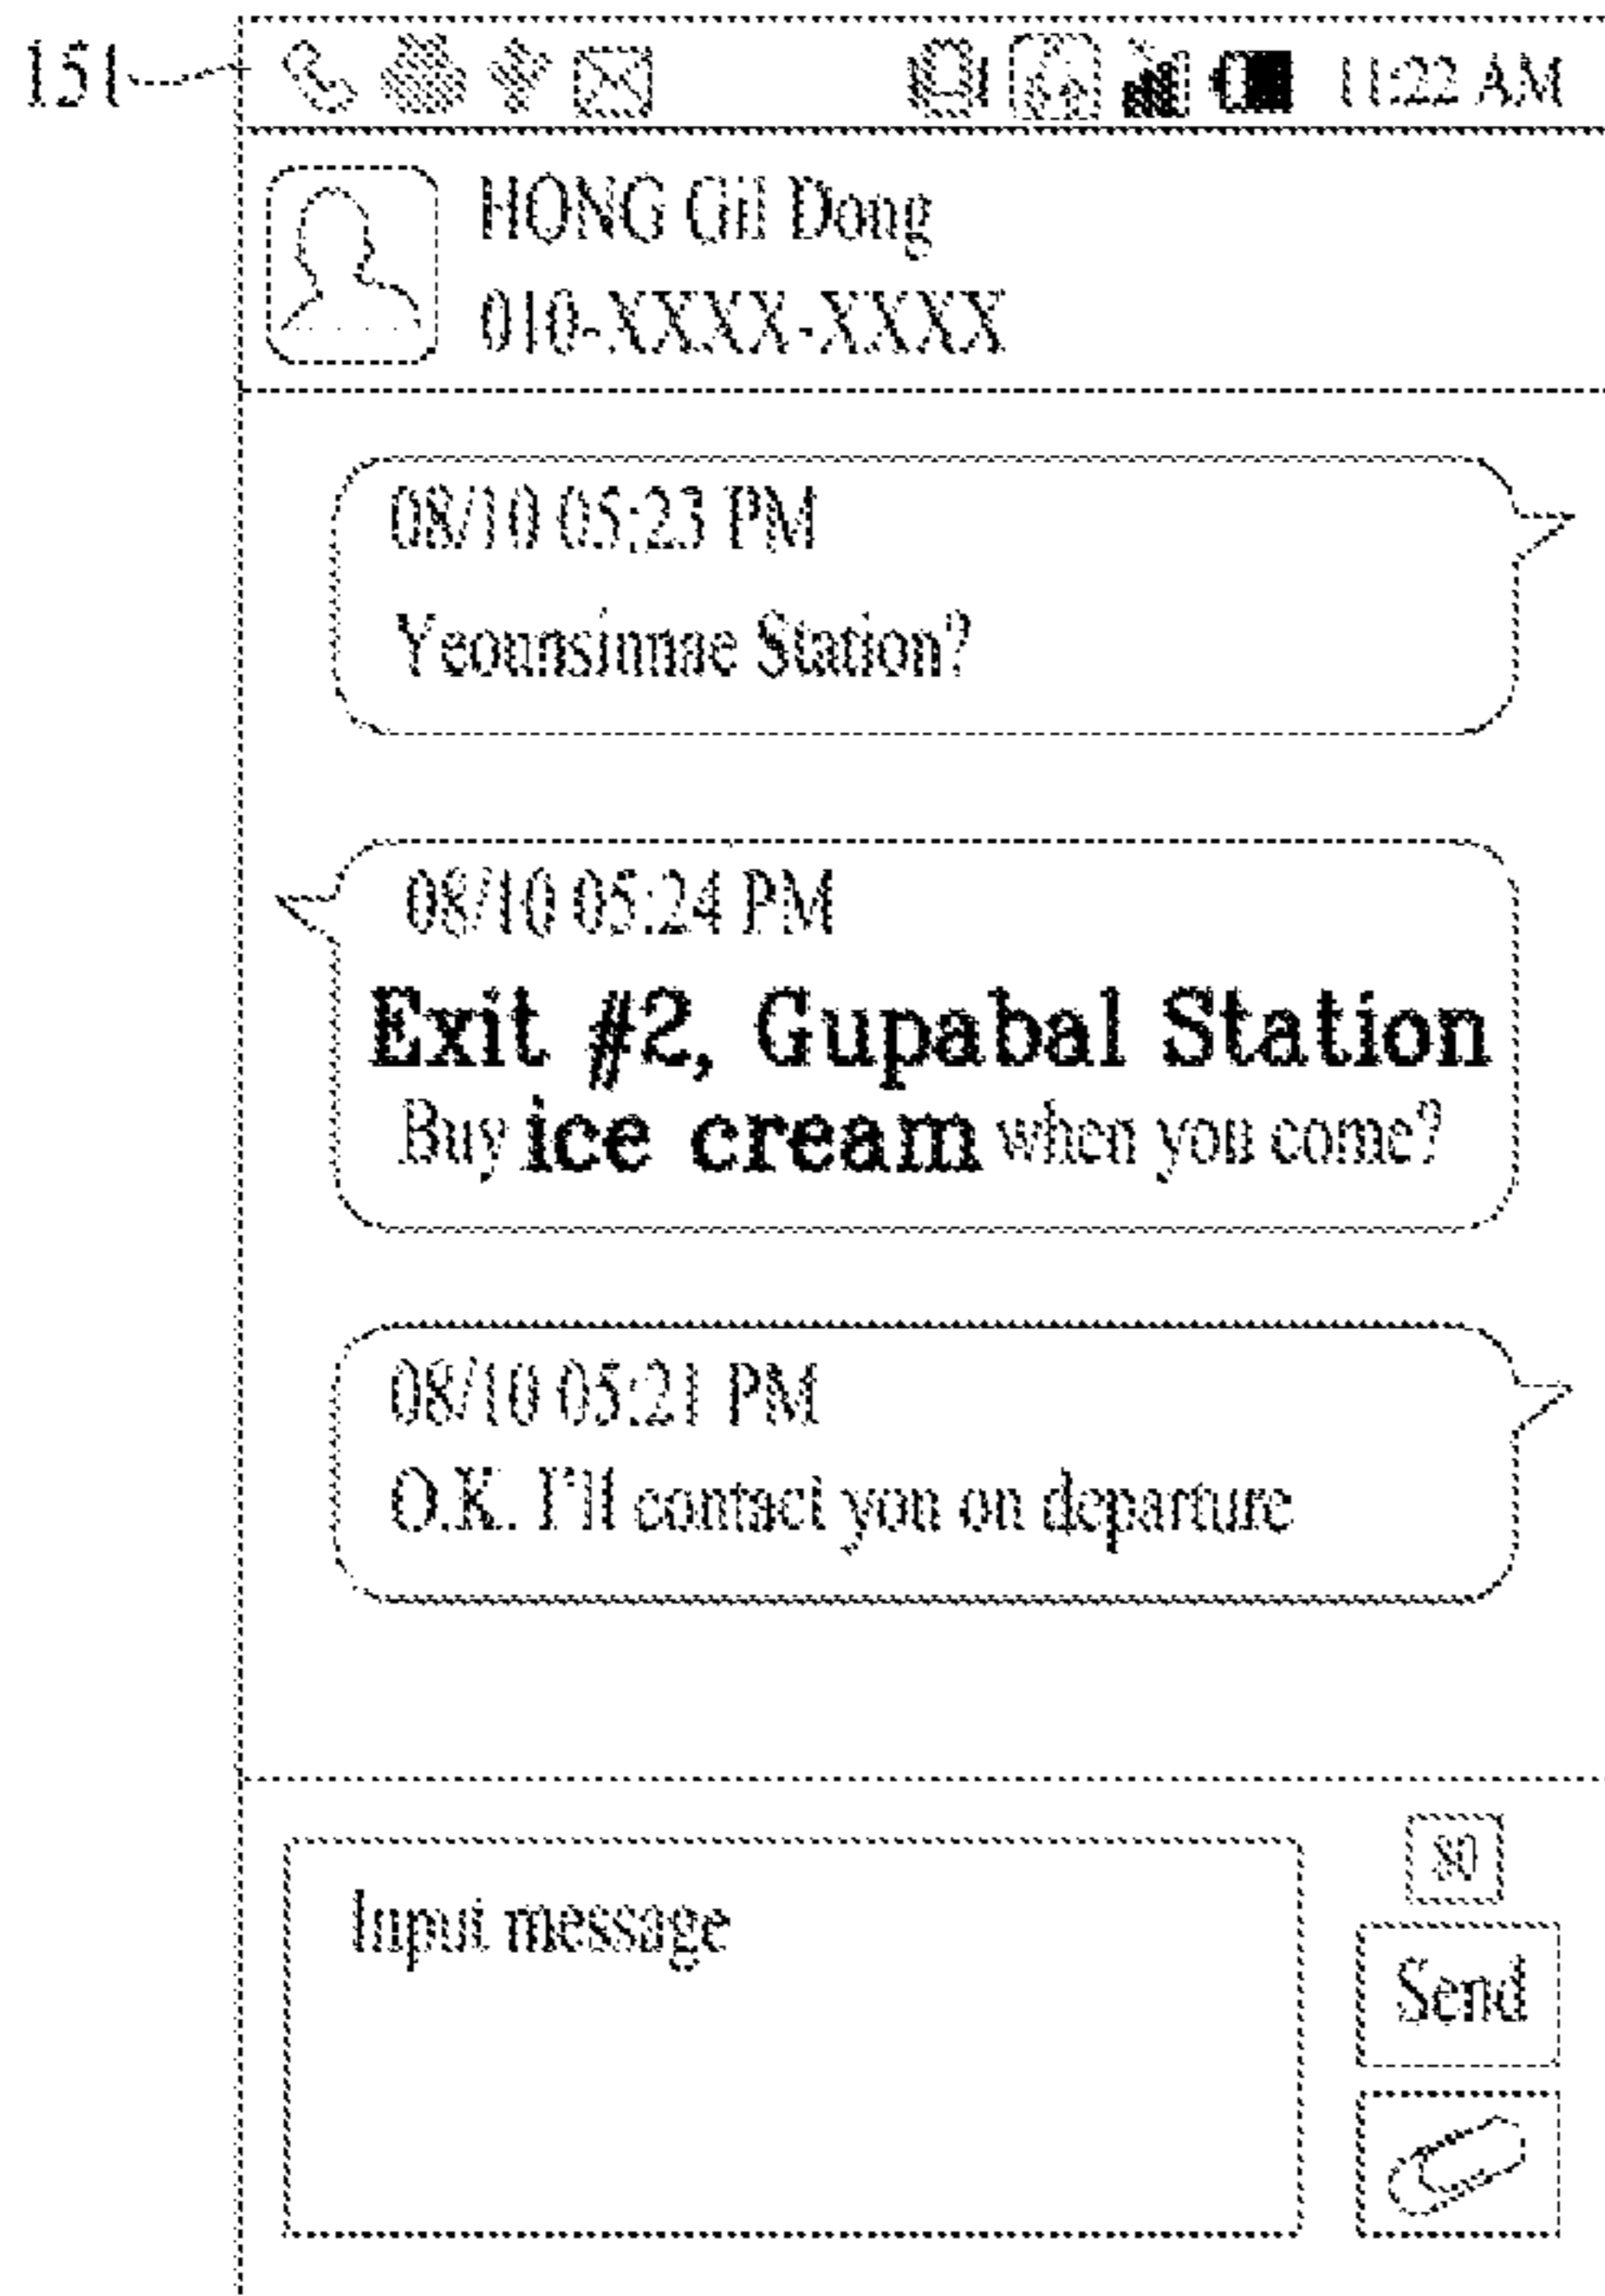 151
11:22 AM
HONG Gil Dong
010-XXXX-XXXX
08/10 05:23 PM
Yeounsinnae Station?
08/10 05:24 PM
Exit #2, Gupabal Station
Buy ice cream when you come?
08/10 05:21 PM
O.K. I'll contact you on departure
80
Input message
Send